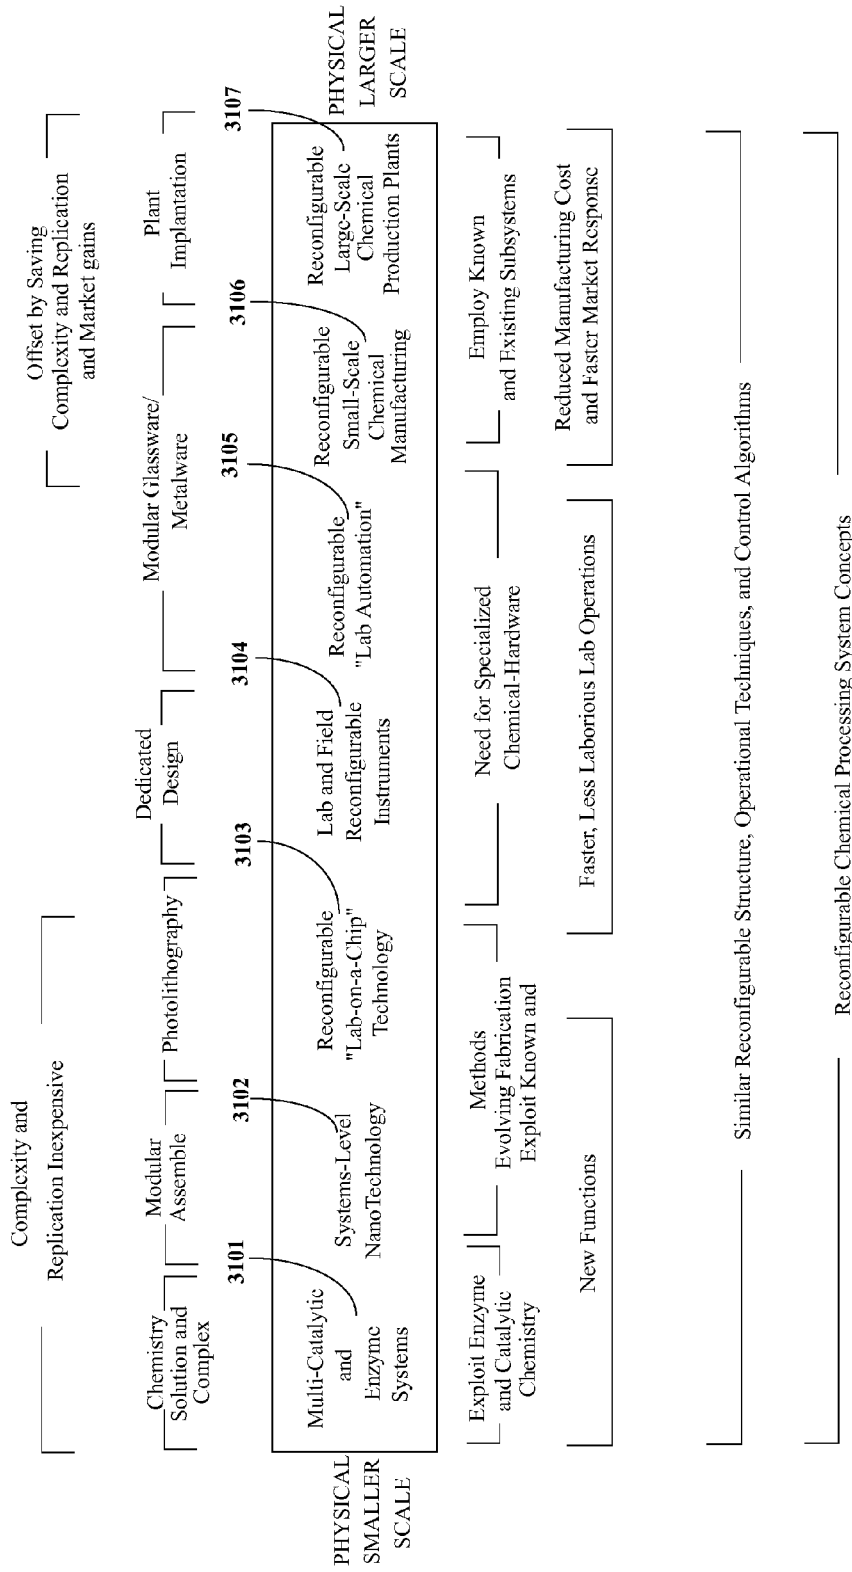 Complexity and
Replication Inexpensive
Offset by Saving
Complexity and Replication
and Market gains
Chemistry
Solution and
Complex
Modular
Assemble
Photolithography
Dedicated
Design
Modular Glassware/
Metalware
Plant
Implantation
3101
3102
3103
3104
3105
3106
3107
PHYSICAL
SMALLER
SCALE
Multi-Catalytic and
and
Enzyme
Systems
Systems-Level
NanoTechnology
Reconfigurable
"Lab-on-a-Chip"
Technology
Lab and Field
Reconfigurable
Instruments
Reconfigurable
"Lab Automation"
Reconfigurable
Small-Scale
Chemical
Manufacturing
Reconfigurable
Large-Scale
Chemical
Production Plants
PHYSICAL
LARGER
SCALE
Exploit Enzyme
and Catalytic
Chemistry
Methods
Evolving Fabrication
Exploit Known and
Need for Specialized
Chemical-Hardware
Employ Known
and Existing Subsystems
New Functions
Faster, Less Laborious Lab Operations
Reduced Manufacturing Cost
and Faster Market Response
Similar Reconfigurable Structure, Operational Techniques, and Control Algorithms
Reconfigurable Chemical Processing System Concepts